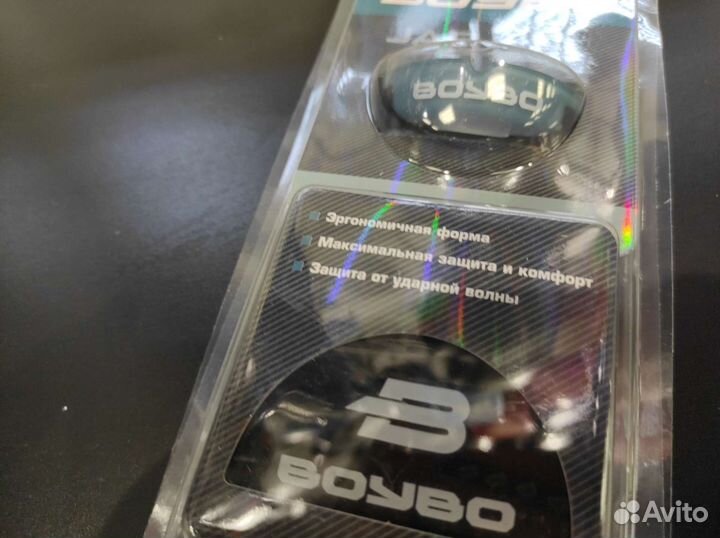 BOYBO
Эргономичная форма
Максимальная защита и комфорт
Защита от ударной волны
B
BOYBO
Avito